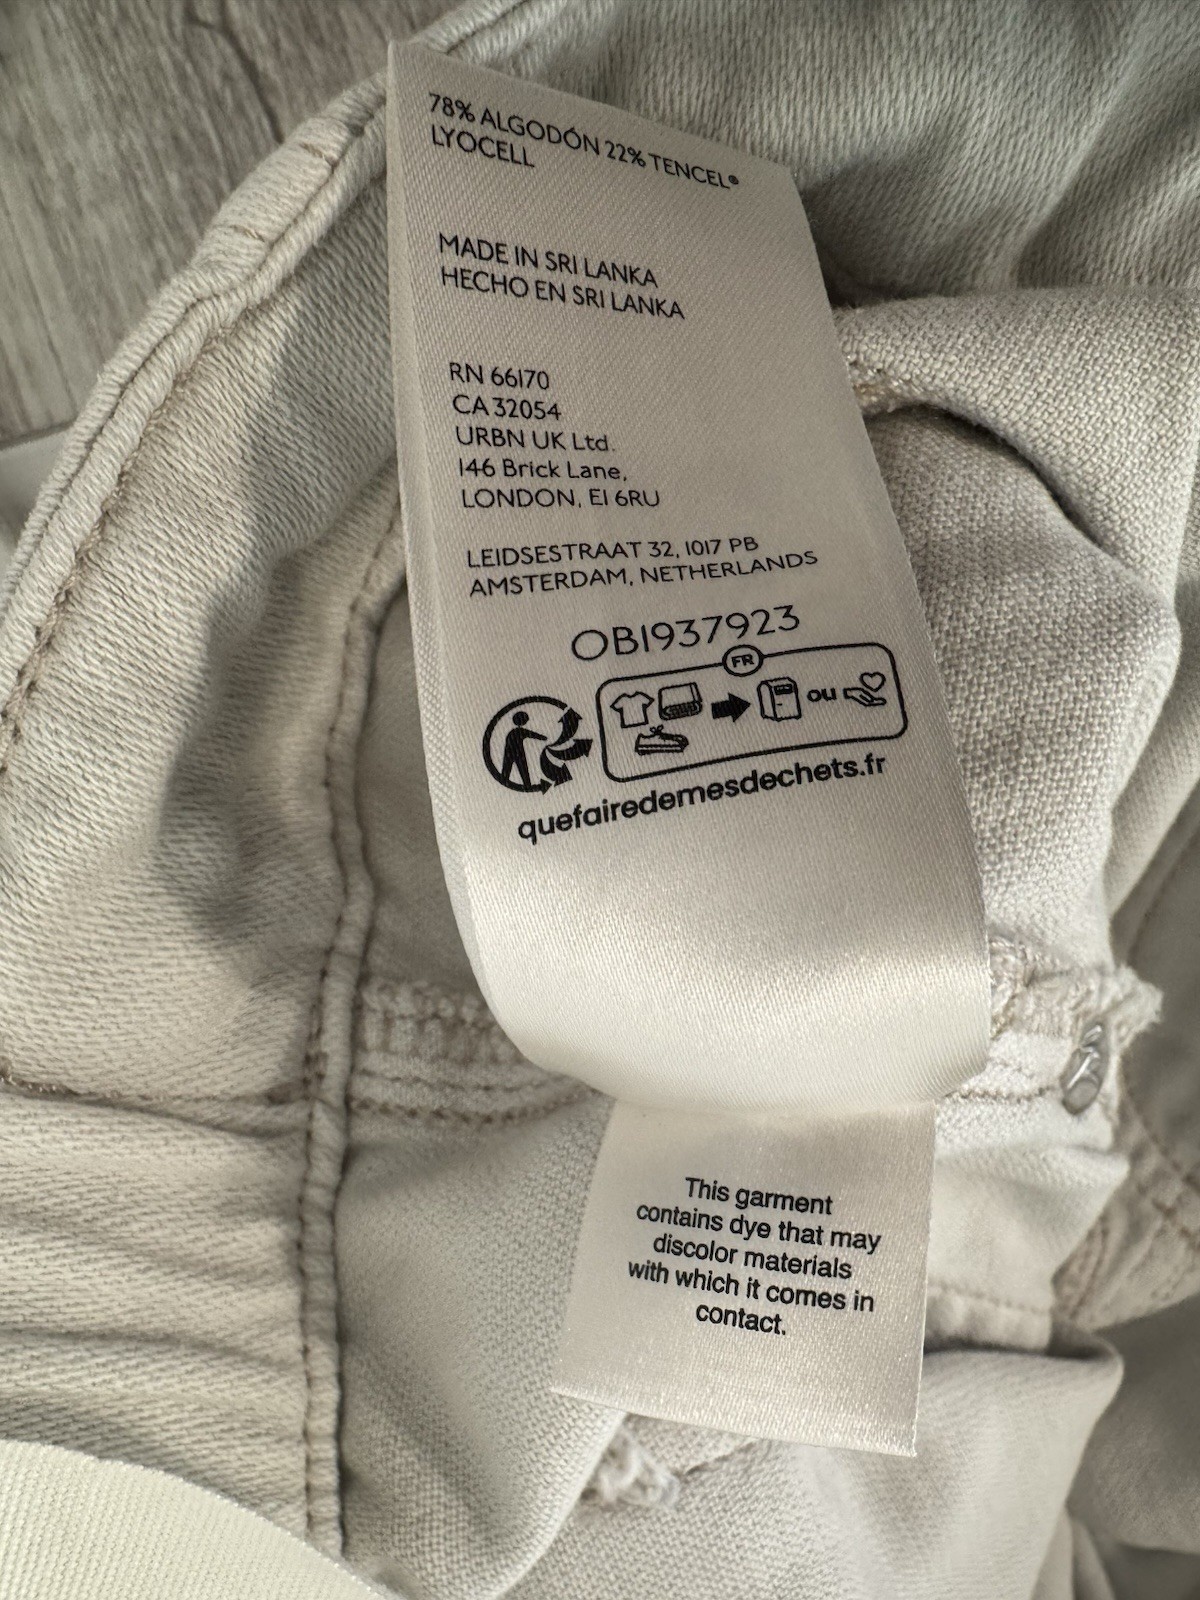 78% ALGODÓN 22% TENCEL®
LYOCELL
MADE IN SRI LANKA
HECHO EN SRI LANKA
RN 66170
CA 32054
URBN UK Ltd.
146 Brick Lane,
LONDON, E1 6RU
LEIDSESTRAAT 32, 1017 PB
AMSTERDAM, NETHERLANDS
OB1937923
FR
ou
quefairedemesdechets.fr
This garment
contains dye that may
discolor materials
with which it comes in
contact.